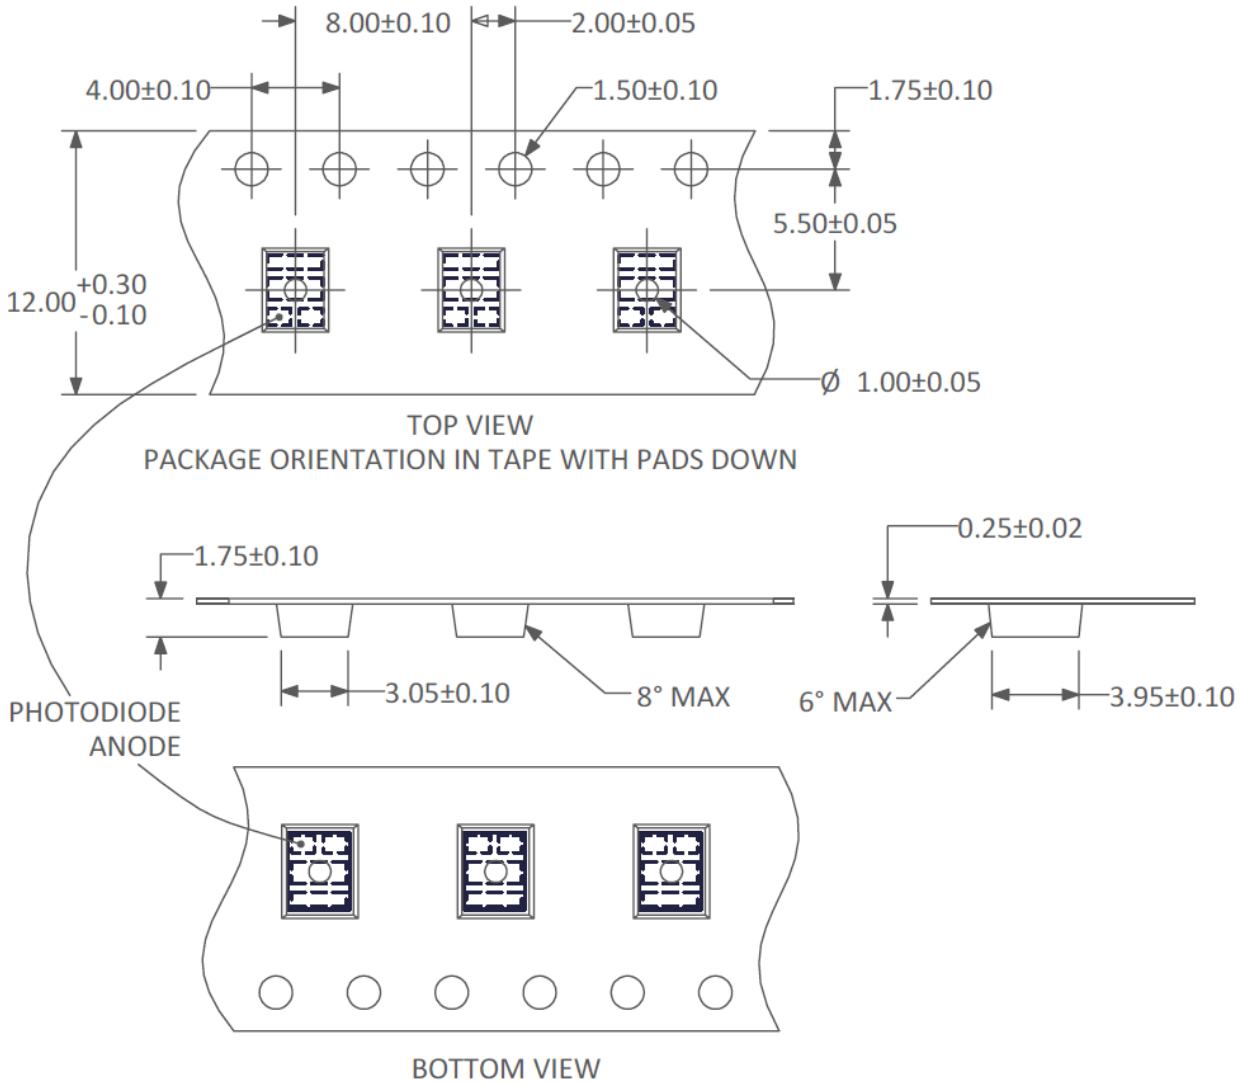 8.00±0.10
2.00±0.05
4.00±0.10
1.50±0.10
1.75±0.10
5.50±0.05
12.00 +0.30
-0.10
Ø 1.00±0.05
TOP VIEW
PACKAGE ORIENTATION IN TAPE WITH PADS DOWN
0.25±0.02
1.75±0.10
3.05±0.10
8° MAX
6° MAX
3.95±0.10
PHOTODIODE
ANODE
BOTTOM VIEW